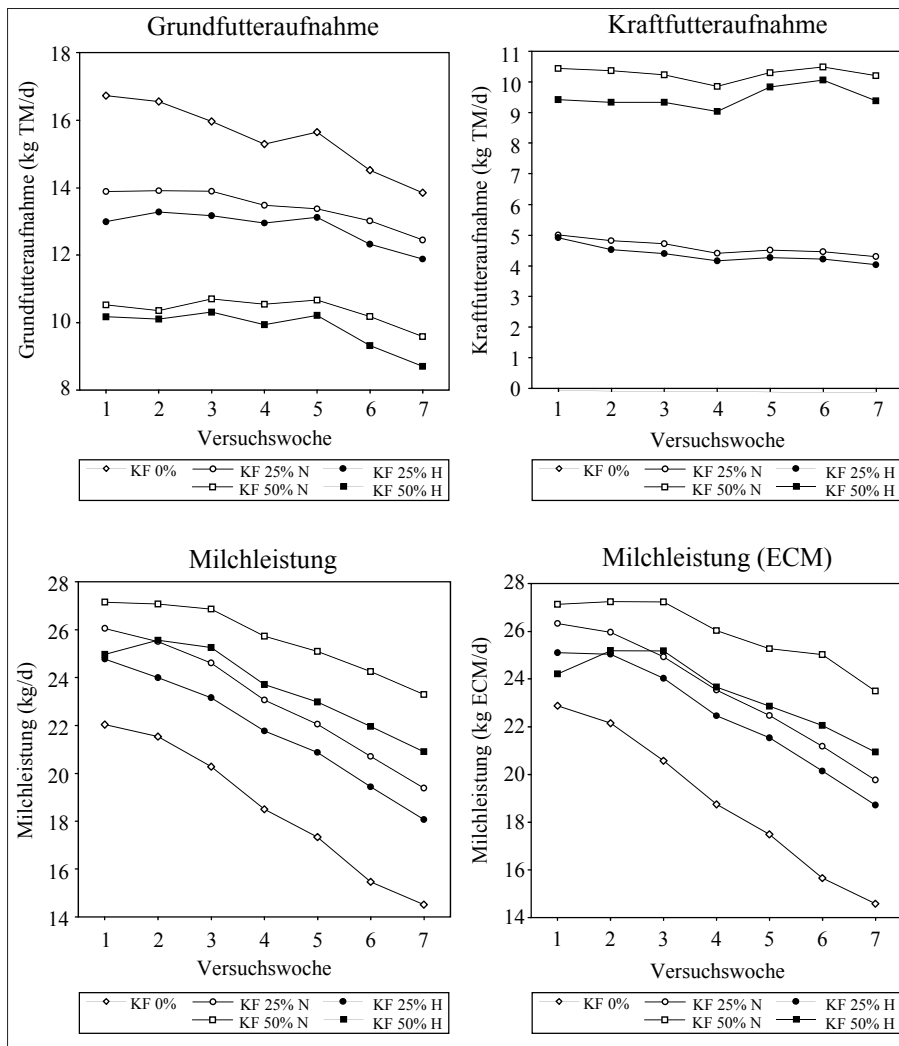 Grundfutteraufnahme
Grundfutteraufnahme (kg TM/d)
18
16
14
12
10
8
1 2 3 4 5 6 7
Versuchswoche
KF 0% KF 25% N KF 25% H
KF 50% N KF 50% H
Kraftfutteraufnahme
Kraftfutteraufnahme (kg TM/d)
11
10
9
8
7
6
5
4
3
2
1
0
1 2 3 4 5 6 7
Versuchswoche
KF 0% KF 25% N KF 25% H
KF 50% N KF 50% H
Milchleistung
Milchleistung (kg/d)
28
26
24
22
20
18
16
14
1 2 3 4 5 6 7
Versuchswoche
KF 0% KF 25% N KF 25% H
KF 50% N KF 50% H
Milchleistung (ECM)
Milchleistung (kg ECM/d)
28
26
24
22
20
18
16
14
1 2 3 4 5 6 7
Versuchswoche
KF 0% KF 25% N KF 25% H
KF 50% N KF 50% H